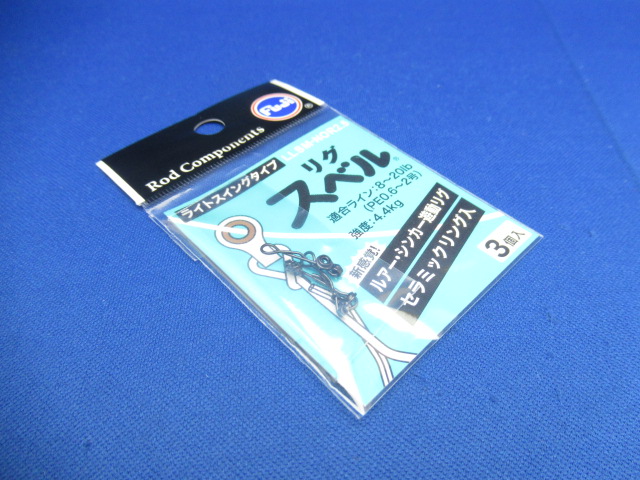 Fuji®
Rod Components
ライトスイングタイプ
リグ
スベル®
適合ライン:8〜20lb
(PE0.6〜2号)
強度:4.4kg
新感覚!
ルアー・シンカー遊動リグ
セラミックリング入
3個入